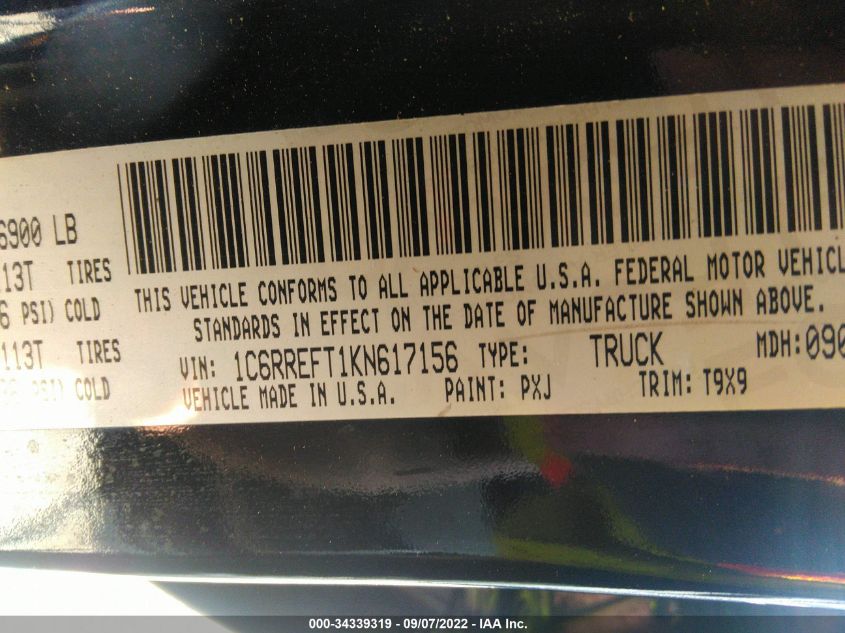 6900 LB
113T TIRES
6 PSI) COLD
113T TIRES
PSI) COLD
THIS VEHICLE CONFORMS TO ALL APPLICABLE U.S.A. FEDERAL MOTOR VEHICL
STANDARDS IN EFFECT ON THE DATE OF MANUFACTURE SHOWN ABOVE.
VIN: 1C6RREFT1KN617156 TYPE: TRUCK MDH:090
VEHICLE MADE IN U.S.A. PAINT: PXJ TRIM: T9X9
000-34339319 / 09/07/2022 - © IAA Inc.